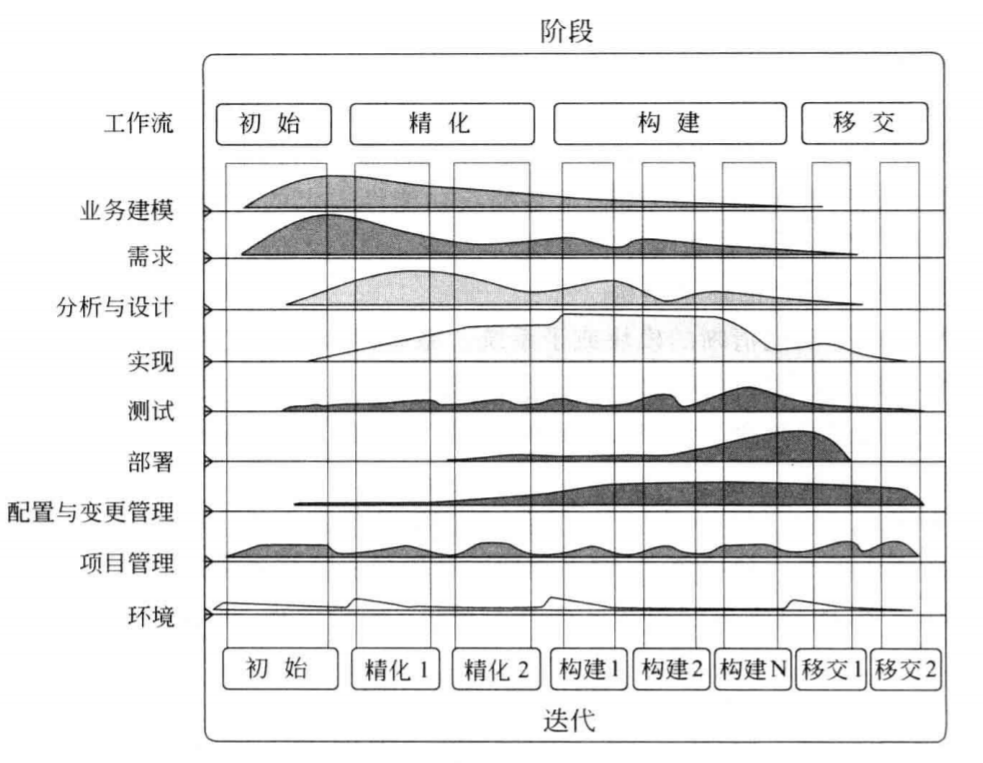 阶段
工作流 初始 精化 构建 移交
业务建模
需求
分析与设计
实现
测试
部署
配置与变更管理
项目管理
环境
初始 精化1 精化2 构建1 构建2 构建N 移交1 移交2
迭代